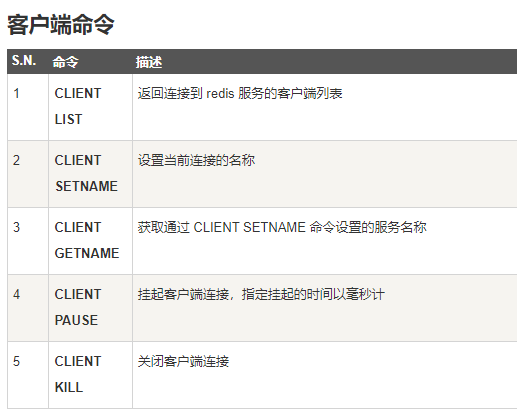 客户端命令
S.N. 命令 描述
1 CLIENT 返回连接到 redis 服务的客户端列表
LIST
2 CLIENT 设置当前连接的名称
SETNAME
3 CLIENT 获取通过 CLIENT SETNAME 命令设置的服务名称
GETNAME
4 CLIENT 挂起客户端连接，指定挂起的时间以毫秒计
PAUSE
5 CLIENT 关闭客户端连接
KILL